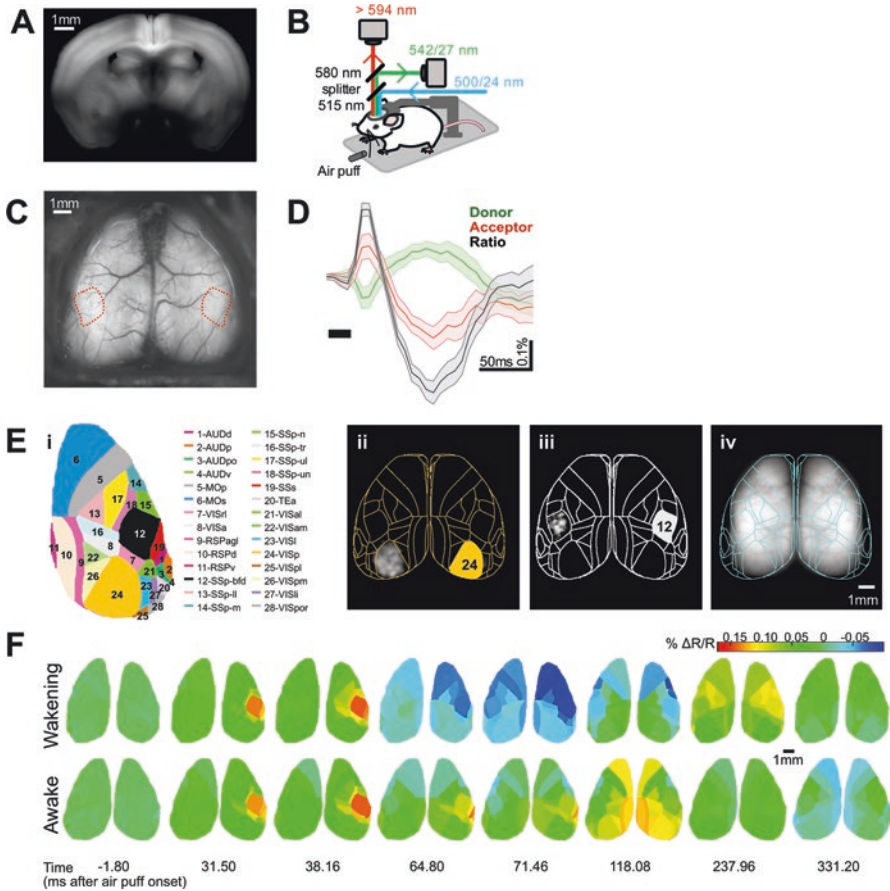 A
1mm
B
> 594 nm
542/27 nm
580 nm
500/24 nm
splitter
515 nm
Air puff
C
1mm
D
Donor
Acceptor
Ratio
50ms
0.1%
E
i
6
5
14
17
18
15
13
12
16
8
19
11
10
9
22
7
1
2
21
3
4
26
23
20
27
24
28
25
1-AUDd
2-AUDp
3-AUDpo
4-AUDv
5-MOp
6-MOs
7-VISrl
8-VISa
9-RSPagl
10-RSPd
11-RSPv
12-SSp-bfd
13-SSp-ll
14-SSp-m
15-SSp-n
16-SSp-tr
17-SSp-ul
18-SSp-un
19-SSs
20-TEa
21-VISal
22-VISam
23-VISl
24-VISp
25-VISpl
26-VISpm
27-VISli
28-VISpor
ii
24
iii
12
iv
1mm
F
% ΔR/R
0.15 0.10 0,05 0 -0.05
Wakening
1mm
Awake
Time -1.80 31.50 38.16 64.80 71.46 118.08 237.96 331.20
(ms after air puff onset)